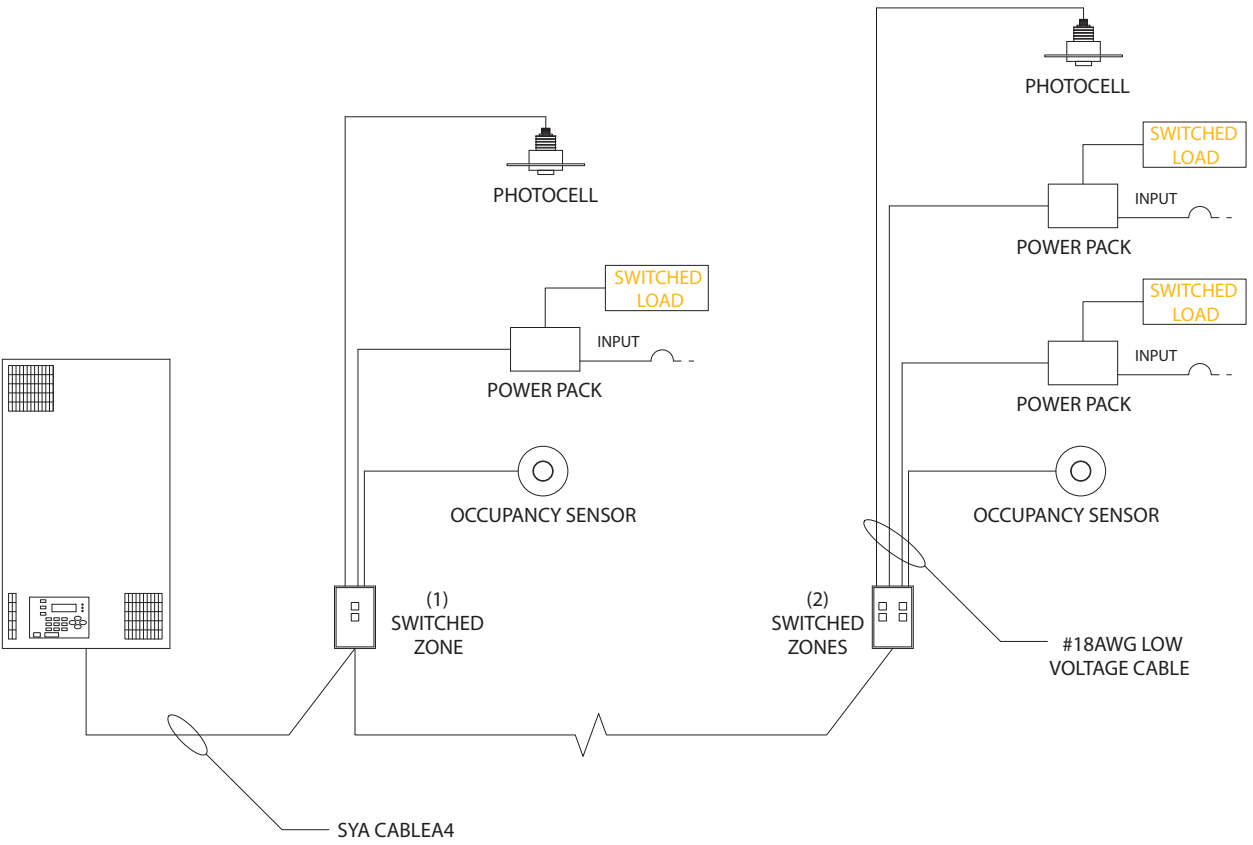 PHOTOCELL
SWITCHED
LOAD
INPUT
POWER PACK
OCCUPANCY SENSOR
(1)
SWITCHED
ZONE
SYA CABLEA4
PHOTOCELL
SWITCHED
LOAD
INPUT
POWER PACK
SWITCHED
LOAD
INPUT
POWER PACK
OCCUPANCY SENSOR
(2)
SWITCHED
ZONES
#18AWG LOW
VOLTAGE CABLE